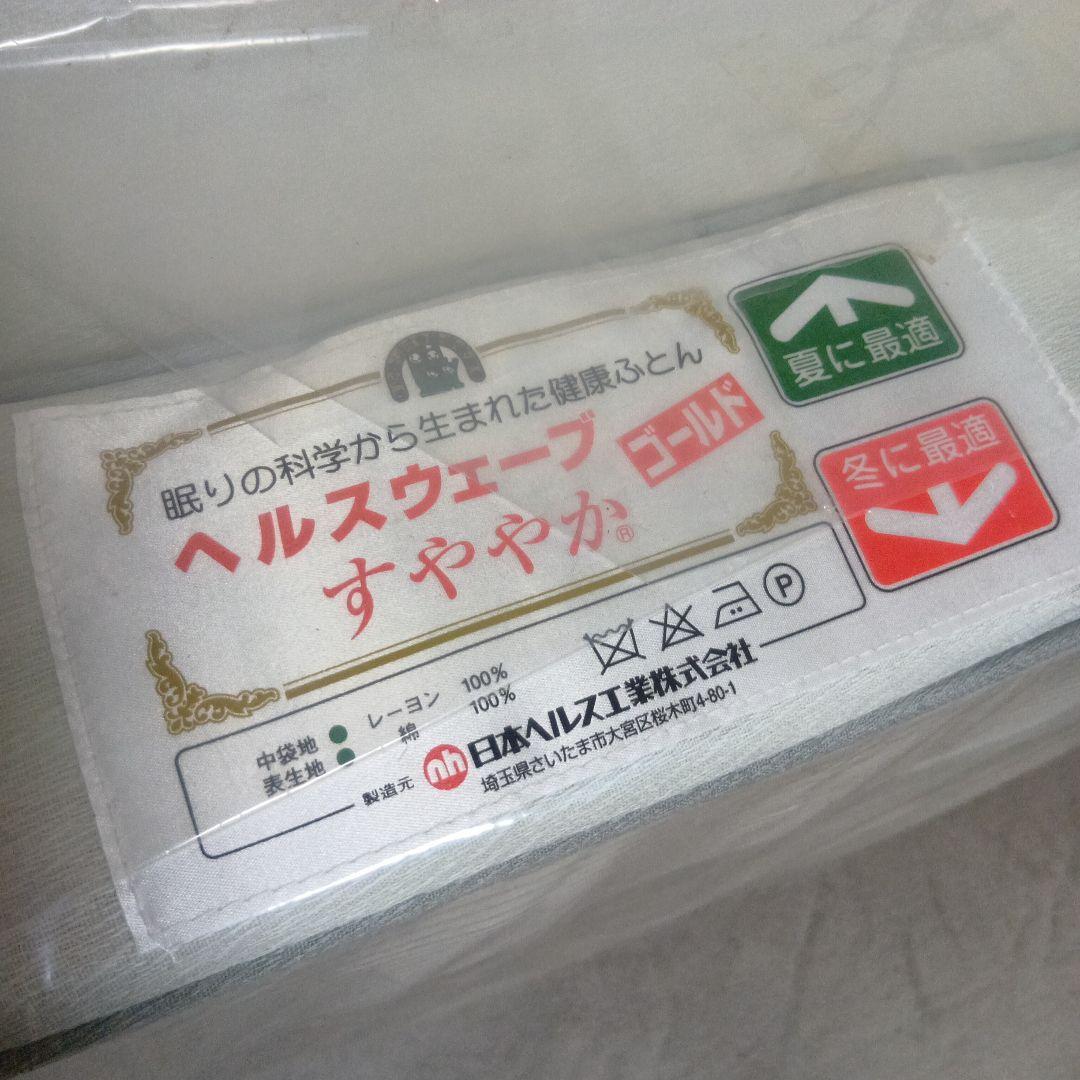 眠りの科学から生まれた健康ふとん
ヘルスウェーブ ゴールド
すややか®
夏に最適
冬に最適
中袋地 レーヨン 100%
表生地 綿 100%
P
製造元 nh 日本ヘルス工業株式会社
埼玉県さいたま市大宮区桜木町4-80-1